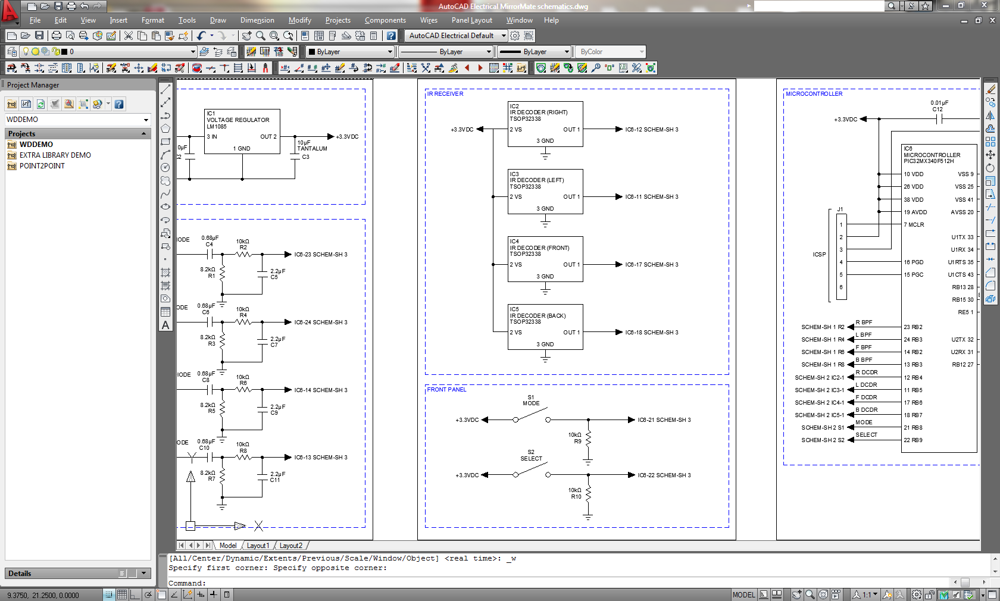 AutoCAD Electrical MirrorMate schematics.dwg
File Edit View Insert Format Tools Draw Dimension Modify Projects Components Wires Panel Layout Window Help
AutoCAD Electrical Default
0
ByLayer
ByLayer
ByLayer
ByColor
Project Manager
WDDEMO
Projects
WDDEMO
EXTRA LIBRARY DEMO
POINT2POINT
Details
IC1
VOLTAGE REGULATOR
LM1085
3 IN
OUT 2
1 GND
+3.3VDC
10µF
TANTALUM
C3
0µF
C2
IODE
0.68µF
C4
10kΩ
R2
IC6-23 SCHEM-SH 3
8.2kΩ
R1
2.2µF
C5
ODE
0.68µF
C6
10kΩ
R4
IC6-24 SCHEM-SH 3
8.2kΩ
R3
2.2µF
C7
IODE
0.68µF
C8
10kΩ
R6
IC6-14 SCHEM-SH 3
8.2kΩ
R5
2.2µF
C9
ODE
0.68µF
C10
10kΩ
R8
IC6-13 SCHEM-SH 3
8.2kΩ
R7
2.2µF
C11
Y
X
IR RECEIVER
IC2
IR DECODER (RIGHT)
TSOP32338
+3.3VDC
2 VS
OUT 1
IC6-12 SCHEM-SH 3
3 GND
IC3
IR DECODER (LEFT)
TSOP32338
2 VS
OUT 1
IC6-11 SCHEM-SH 3
3 GND
IC4
IR DECODER (FRONT)
TSOP32338
2 VS
OUT 1
IC6-17 SCHEM-SH 3
3 GND
IC5
IR DECODER (BACK)
TSOP32338
2 VS
OUT 1
IC6-18 SCHEM-SH 3
3 GND
FRONT PANEL
S1
MODE
+3.3VDC
IC6-21 SCHEM-SH 3
10kΩ
R9
S2
SELECT
+3.3VDC
IC6-22 SCHEM-SH 3
10kΩ
R10
MICROCONTROLLER
0.01µF
C12
+3.3VDC
IC6
MICROCONTROLLER
PIC32MX340F512H
10 VDD
VSS 9
26 VDD
VSS 25
38 VDD
VSS 41
19 AVDD
AVSS 20
7 MCLR
U1TX 33
U1RX 34
16 PGD
U1RTS 35
15 PGC
U1CTS 43
RB13 28
RB15 30
RE5 1
J1
1
2
3
4
5
6
ICSP
SCHEM-SH 1 R2 R BPF 23 RB2
SCHEM-SH 1 R4 L BPF 24 RB3 U2TX 32
SCHEM-SH 1 R6 F BPF 14 RB2 U2RX 31
SCHEM-SH 1 R8 B BPF 13 RB3 RB12 27
SCHEM-SH 2 IC2-1 R DCDR 12 RB4
SCHEM-SH 2 IC3-1 L DCDR 11 RB5
SCHEM-SH 2 IC4-1 F DCDR 17 RB6
SCHEM-SH 2 IC5-1 B DCDR 18 RB7
SCHEM-SH 2 S1 MODE 21 RB8
SCHEM-SH 2 S2 SELECT 22 RB9
A
Model Layout1 Layout2
[All/Center/Dynamic/Extents/Previous/Scale/Window/Object] <real time>: _w
Specify first corner: Specify opposite corner:
Command:
9.3750, 21.2500, 0.0000
MODEL
1:1